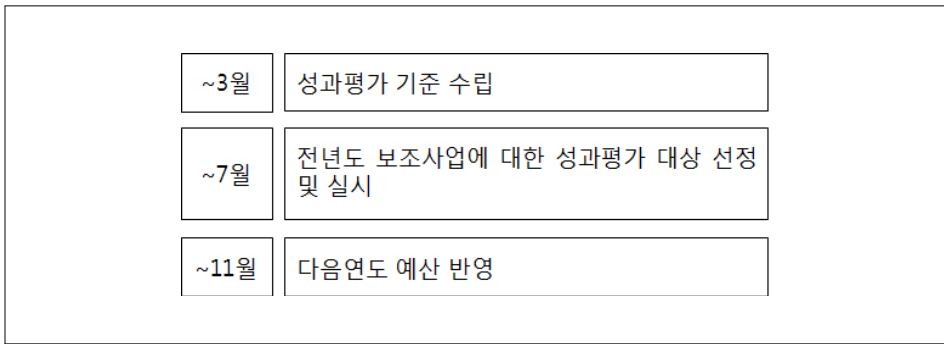 ~3월
성과평가 기준 수립
~7월
전년도 보조사업에 대한 성과평가 대상 선정
및 실시
~11월
다음연도 예산 반영